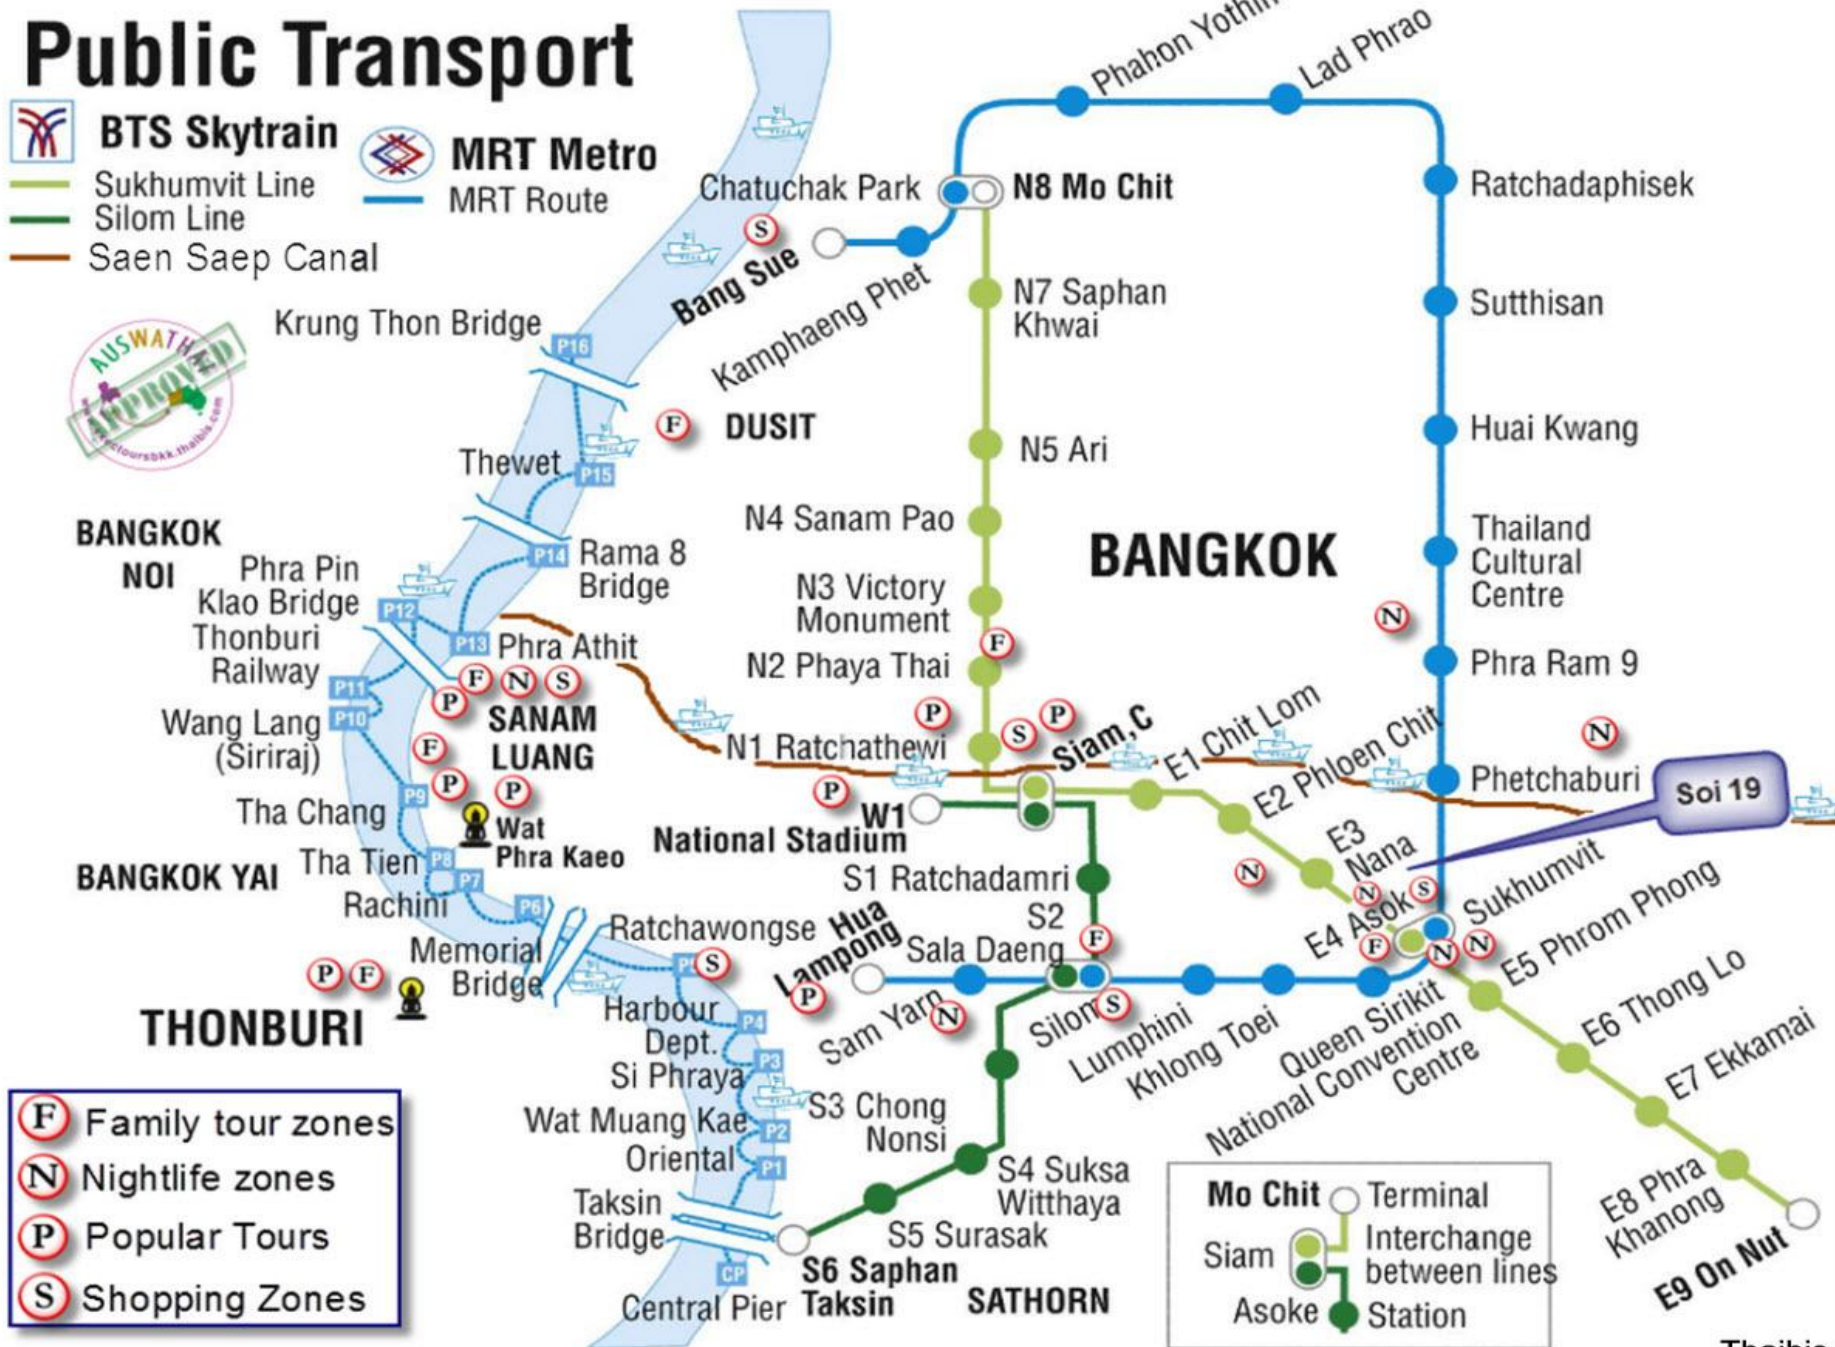 Public Transport
BTS Skytrain
Sukhumvit Line
Silom Line
Saen Saep Canal
MRT Metro
MRT Route
AUSWATHAI
APPROVED
Phahon Yothin
Lad Phrao
Chatuchak Park
N8 Mo Chit
Ratchadaphisek
S
Bang Sue
Kamphaeng Phet
N7 Saphan
Khwai
Sutthisan
Krung Thon Bridge
P16
F
DUSIT
N5 Ari
Huai Kwang
Thewet
P15
N4 Sanam Pao
BANGKOK
Thailand
Cultural
Centre
BANGKOK
NOI
Phra Pin
Klao Bridge
P12
P14
Rama 8
Bridge
N3 Victory
Monument
N
Thonburi
Railway
P13
Phra Athit
F
N2 Phaya Thai
Phra Ram 9
P11
F
N
S
P
Wang Lang
(Siriraj)
P10
SANAM
LUANG
P
S
P
Siam,C
N1 Ratchathewi
E1 Chit Lom
E2 Phloen Chit
N
F
P
P
P
Phetchaburi
Soi 19
Tha Chang
P9
Wat
Phra Kaeo
W1
National Stadium
E3
Nana
BANGKOK YAI
Tha Tien
P8
P7
Rachini
P6
S1 Ratchadamri
S2
Sala Daeng
N
N
S
E4 Asok
Sukhumvit
E5 Phrom Phong
F
F
N
N
Memorial
Bridge
Ratchawongse
P
S
Hua
Lampong
P
Sam Yarn
N
Silom
S
Lumphini
Khlong Toei
Queen Sirikit
National Convention
Centre
E6 Thong Lo
E7 Ekkamai
E8 Phra
Khanong
E9 On Nut
P
F
THONBURI
Harbour
Dept.
P4
Si Phraya
P3
Wat Muang Kae
P2
Oriental
P1
S3 Chong
Nonsi
S4 Suksa
Witthaya
S5 Surasak
Taksin
Bridge
S6 Saphan
Taksin
CP
Central Pier
SATHORN
F Family tour zones
N Nightlife zones
P Popular Tours
S Shopping Zones
Mo Chit
Terminal
Siam
Interchange
between lines
Asoke
Station